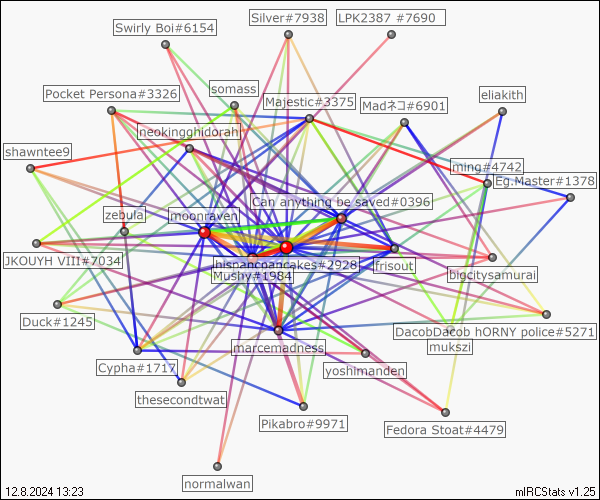 Silver#7938
LPK2387 #7690
Swirly Boi#6154
Pocket Persona#3326
somass
Majestic#3375
Madネコ#6901
eliakith
neokingghidorah
shawntee9
ming#4742
Eg.Master#1378
Can anything be saved#0396
zebula
moonraven
JKOUYH VIII#7034
hisnancpancakes#2928
frisout
Mushy#1984
bigcitysamurai
Duck#1245
DacobDacob hORNY police#5271
marcemadness
mukszi
Cypha#1717
yoshimanden
thesecondtwat
Pikabro#9971
Fedora Stoat#4479
normalwan
12.8.2024 13:23
mIRCStats v1.25